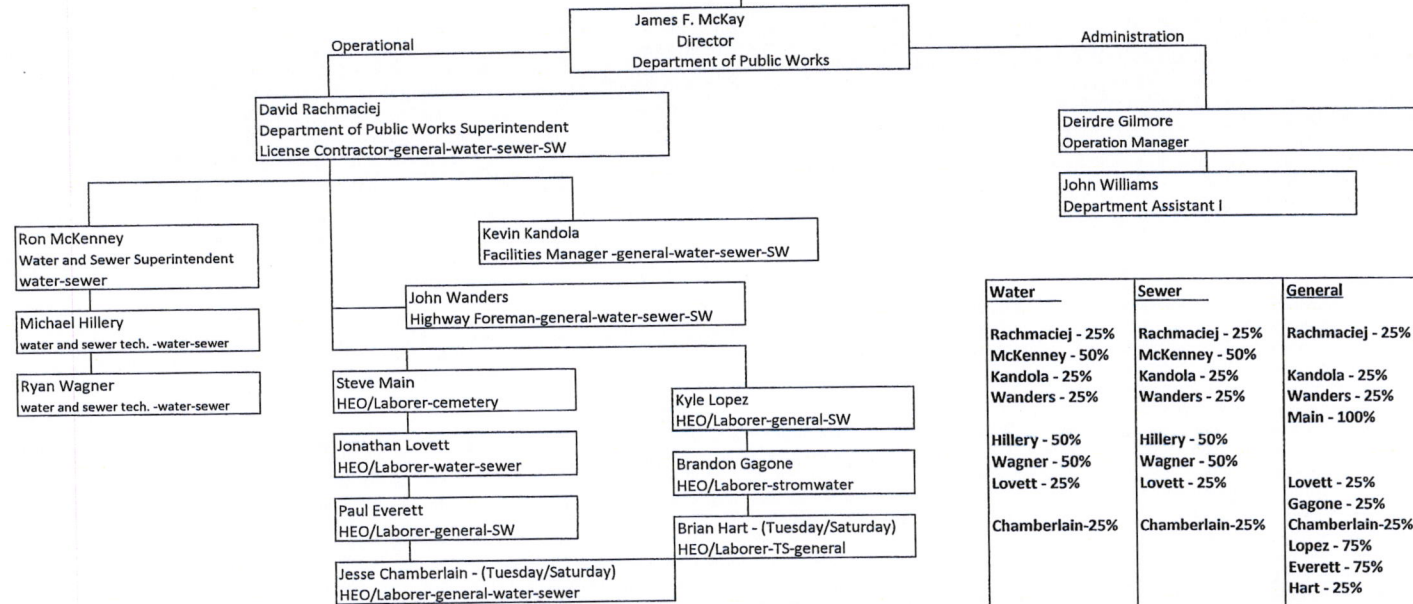 James F. McKay
Director
Department of Public Works
Operational
Administration
David Rachmaciej
Department of Public Works Superintendent
License Contractor-general-water-sewer-SW
Deirdre Gilmore
Operation Manager
John Williams
Department Assistant I
Ron McKenney
Water and Sewer Superintendent
water-sewer
Kevin Kandola
Facilities Manager -general-water-sewer-SW
Michael Hillery
water and sewer tech. -water-sewer
John Wanders
Highway Foreman-general-water-sewer-SW
Ryan Wagner
water and sewer tech. -water-sewer
Steve Main
HEO/Laborer-cemetery
Kyle Lopez
HEO/Laborer-general-SW
Jonathan Lovett
HEO/Laborer-water-sewer
Brandon Gagone
HEO/Laborer-stromwater
Paul Everett
HEO/Laborer-general-SW
Brian Hart - (Tuesday/Saturday)
HEO/Laborer-TS-general
Jesse Chamberlain - (Tuesday/Saturday)
HEO/Laborer-general-water-sewer
Water
Rachmaciej - 25%
McKenney - 50%
Kandola - 25%
Wanders - 25%
Hillery - 50%
Wagner - 50%
Lovett - 25%
Chamberlain-25%
Sewer
Rachmaciej - 25%
McKenney - 50%
Kandola - 25%
Wanders - 25%
Hillery - 50%
Wagner - 50%
Lovett - 25%
Chamberlain-25%
General
Rachmaciej - 25%
Kandola - 25%
Wanders - 25%
Main - 100%
Lovett - 25%
Gagone - 25%
Chamberlain-25%
Lopez - 75%
Everett - 75%
Hart - 25%